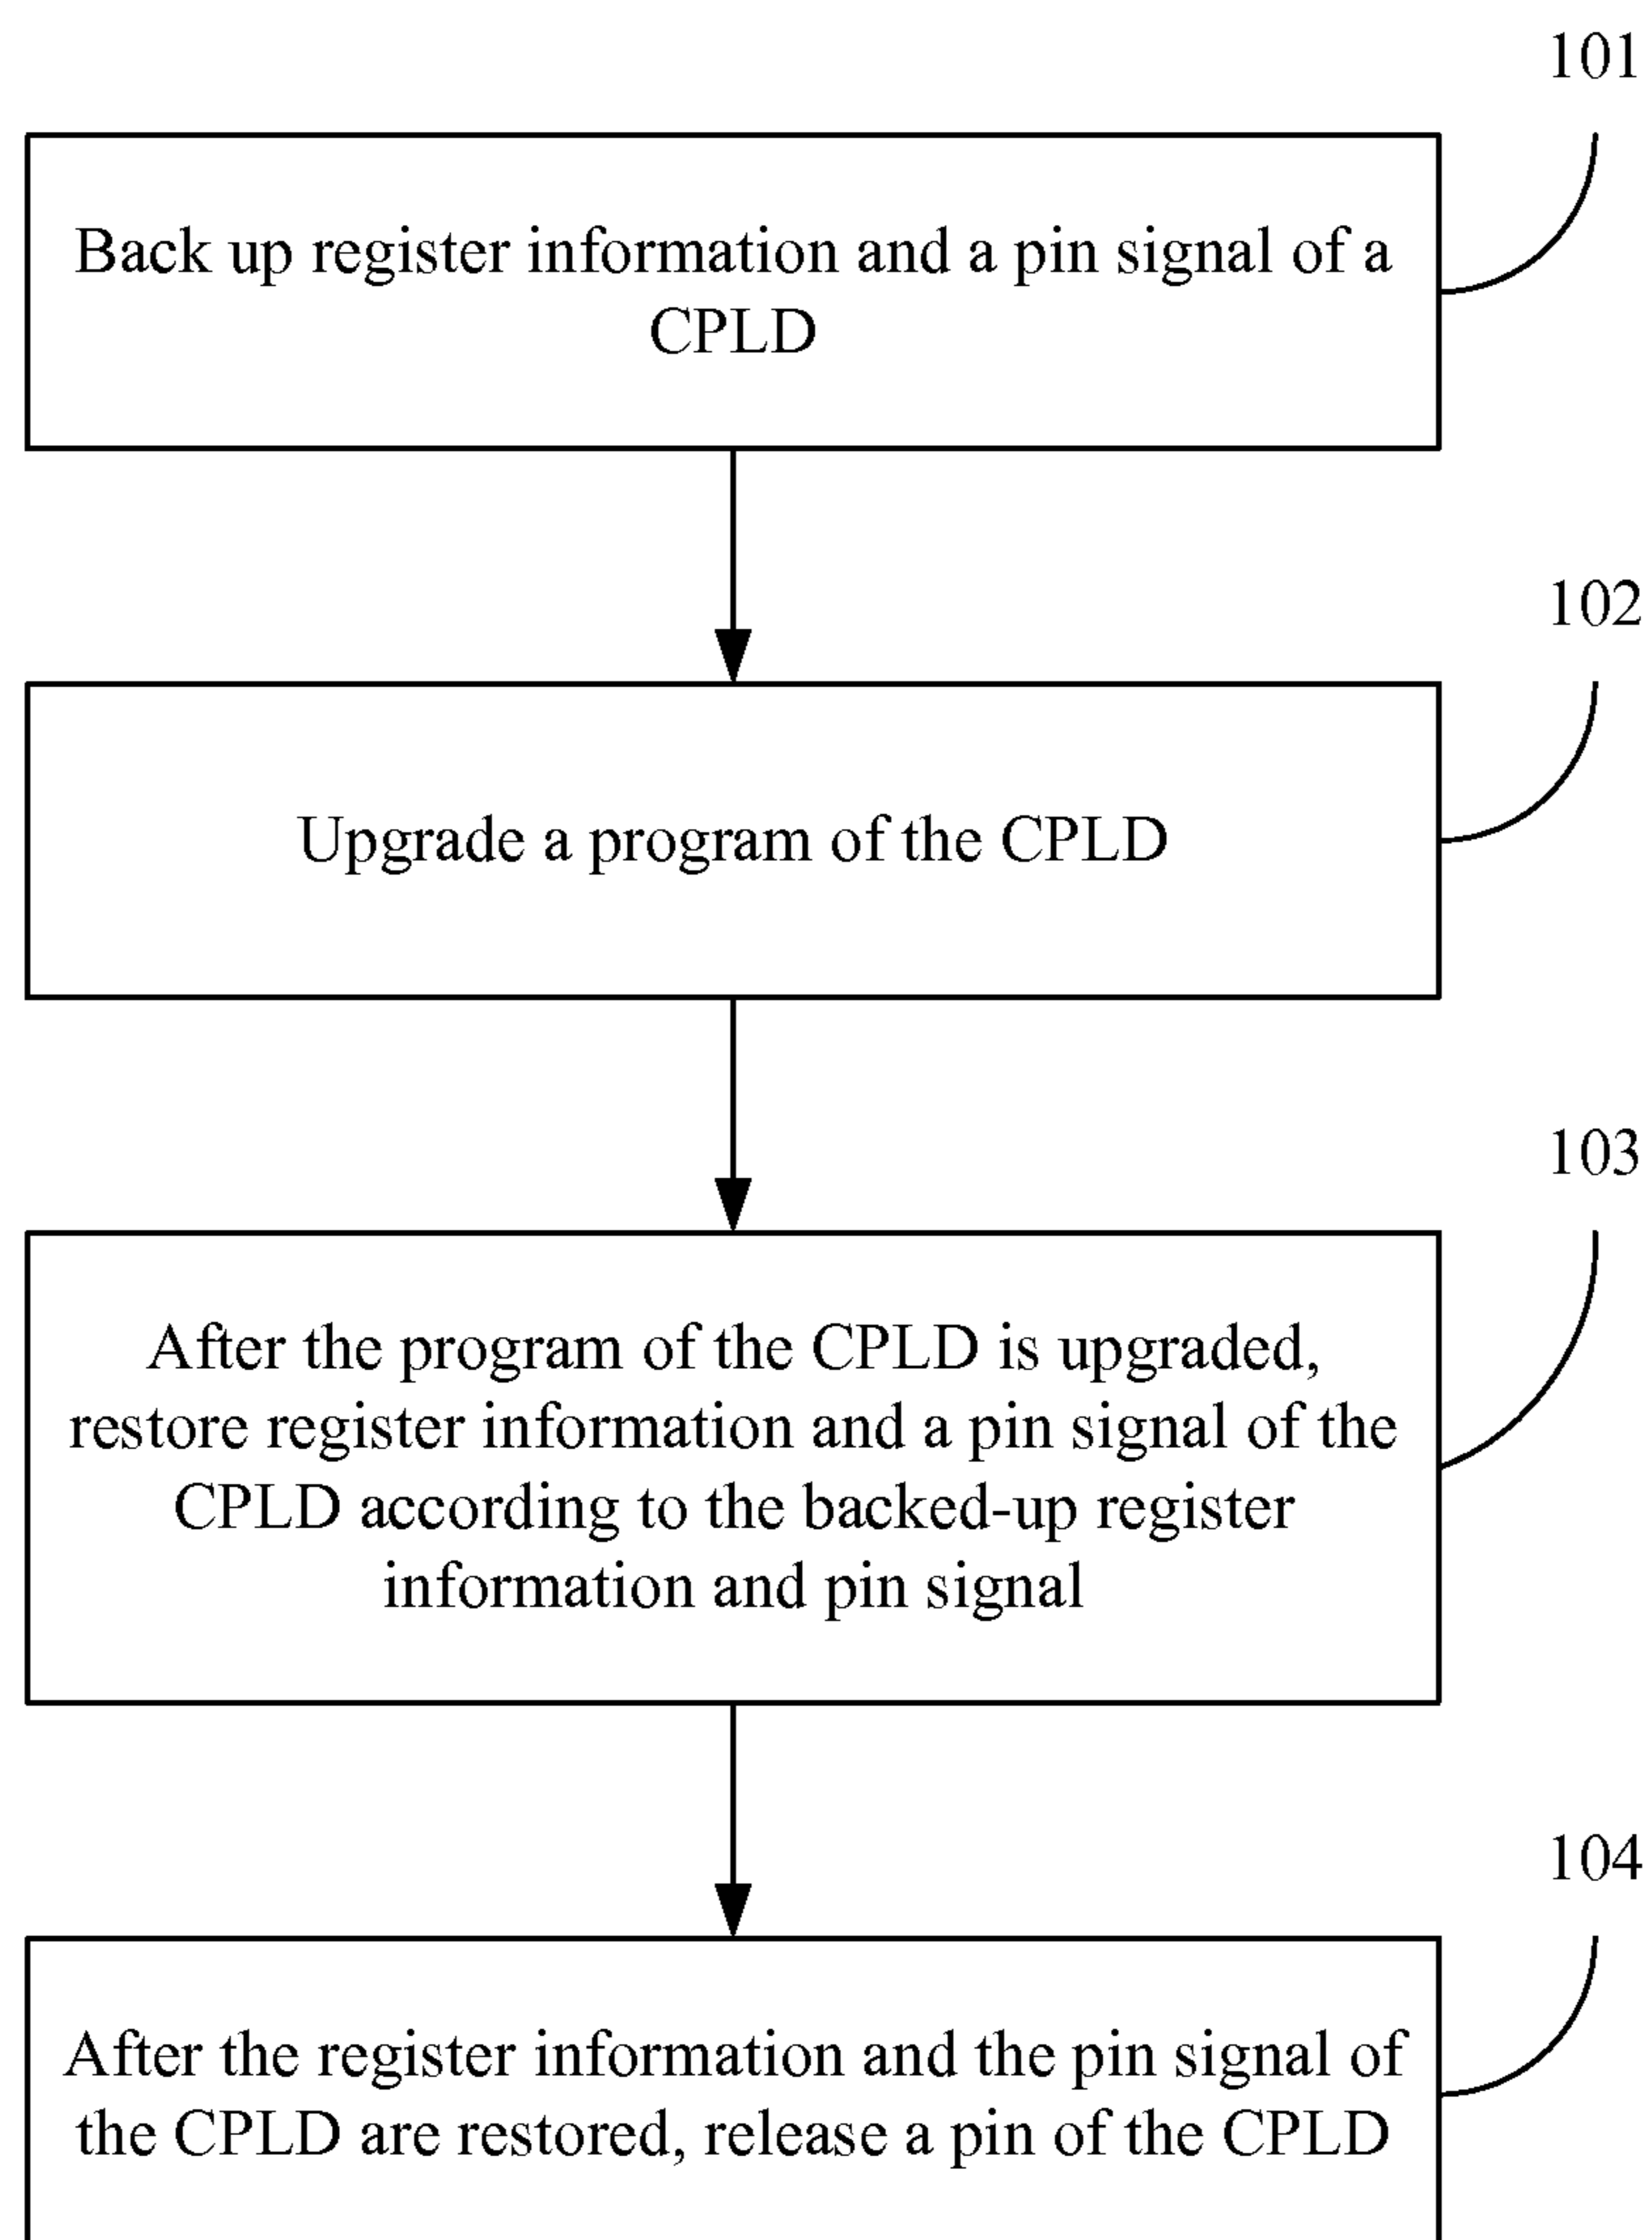 101
Back up register information and a pin signal of a
CPLD
102
Upgrade a program of the CPLD
103
After the program of the CPLD is upgraded,
restore register information and a pin signal of the
CPLD according to the backed-up register
information and pin signal
104
After the register information and the pin signal of
the CPLD are restored, release a pin of the CPLD